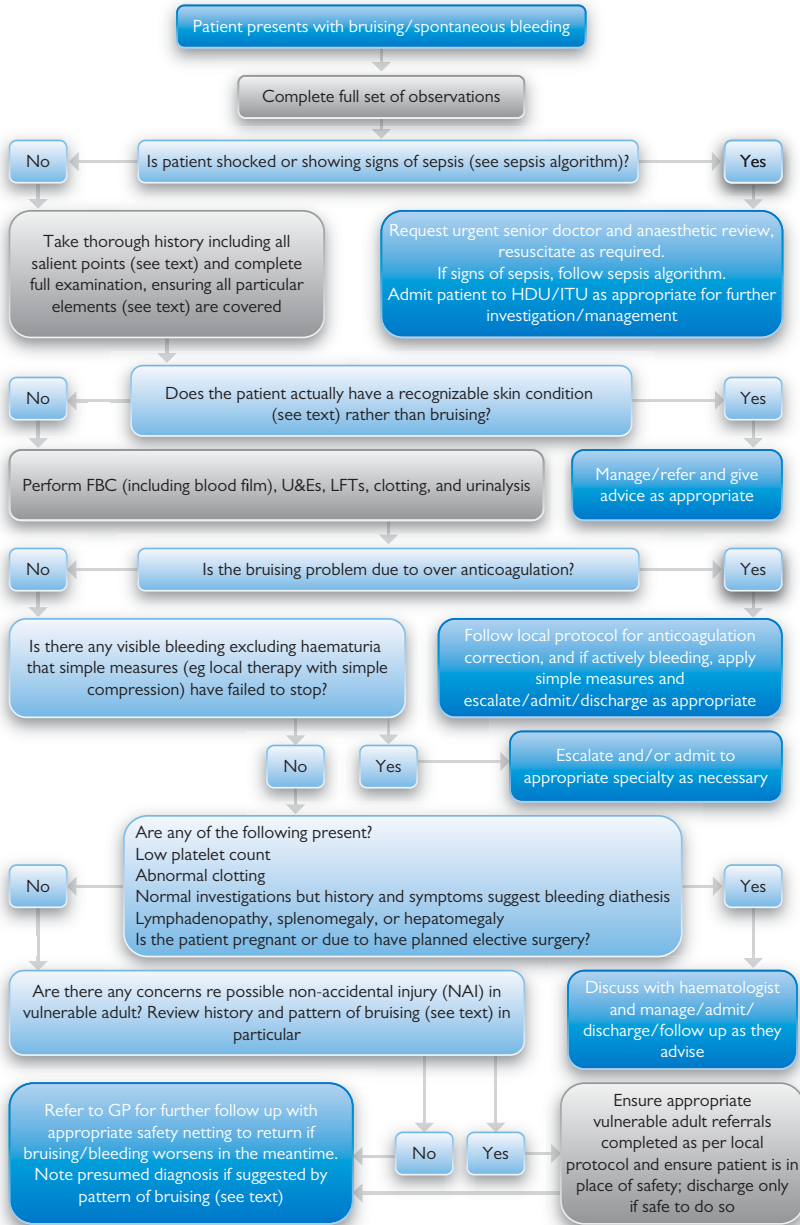 Patient presents with bruising/spontaneous bleeding
Complete full set of observations
No
Is patient shocked or showing signs of sepsis (see sepsis algorithm)?
Yes
Take thorough history including all
salient points (see text) and complete
full examination, ensuring all particular
elements (see text) are covered
Request urgent senior doctor and anaesthetic review,
resuscitate as required.
If signs of sepsis, follow sepsis algorithm.
Admit patient to HDU/ITU as appropriate for further
investigation/management
No
Does the patient actually have a recognizable skin condition
(see text) rather than bruising?
Yes
Perform FBC (including blood film), U&Es, LFTs, clotting, and urinalysis
Manage/refer and give
advice as appropriate
No
Is the bruising problem due to over anticoagulation?
Yes
Is there any visible bleeding excluding haematuria
that simple measures (eg local therapy with simple
compression) have failed to stop?
Follow local protocol for anticoagulation
correction, and if actively bleeding, apply
simple measures and
escalate/admit/discharge as appropriate
No
Yes
Escalate and/or admit to
appropriate specialty as necessary
Are any of the following present?
Low platelet count
Abnormal clotting
Normal investigations but history and symptoms suggest bleeding diathesis
Lymphadenopathy, splenomegaly, or hepatomegaly
Is the patient pregnant or due to have planned elective surgery?
No
Yes
Are there any concerns re possible non-accidental injury (NAI) in
vulnerable adult? Review history and pattern of bruising (see text) in
particular
Discuss with haematologist
and manage/admit/
discharge/follow up as they
advise
Refer to GP for further follow up with
appropriate safety netting to return if
bruising/bleeding worsens in the meantime.
Note presumed diagnosis if suggested by
pattern of bruising (see text)
No
Yes
Ensure appropriate
vulnerable adult referrals
completed as per local
protocol and ensure patient is in
place of safety; discharge only
if safe to do so